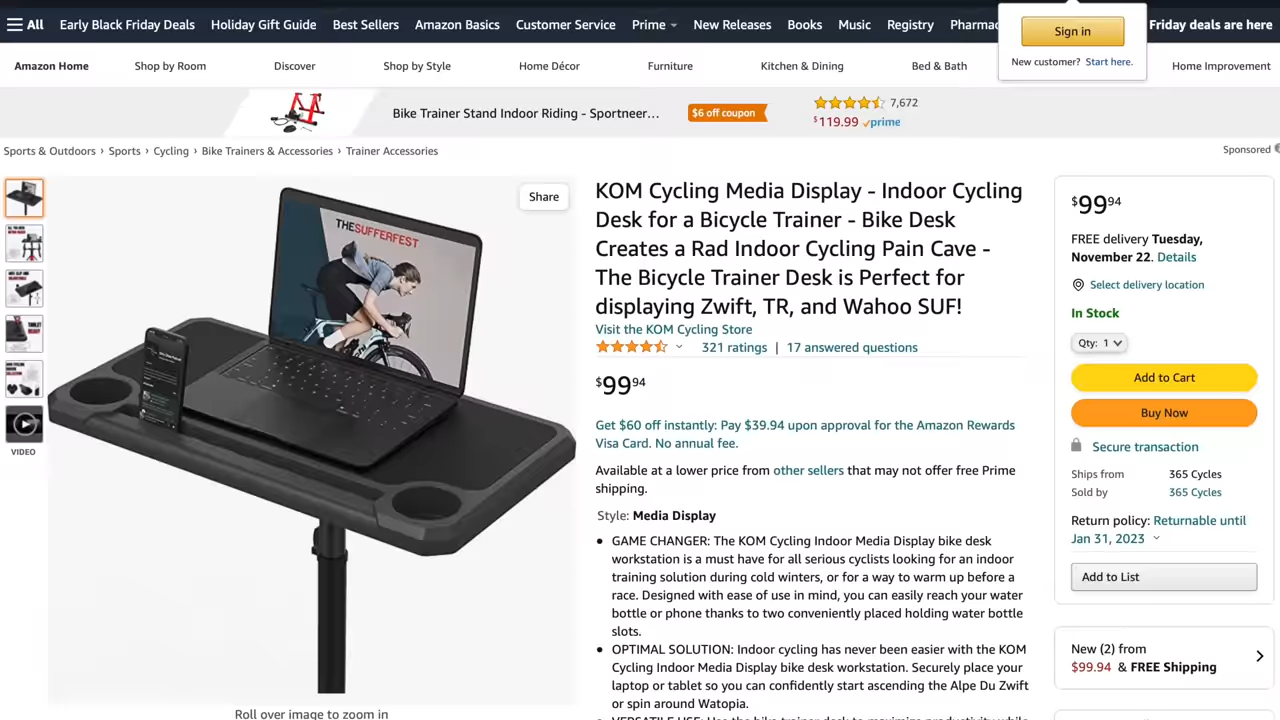 All Early Black Friday Deals Holiday Gift Guide Best Sellers Amazon Basics Customer Service Prime New Releases Books Music Registry Friday deals are here
Sign in
New customer? Start here.
Amazon Home Shop by Room Discover Shop by Style Home Décor Furniture Kitchen & Dining Bed & Bath Home Improvement
Bike Trainer Stand Indoor Riding - Sportneer... $6 off coupon 7,672
$119.99 prime
Sponsored
Sports & Outdoors › Sports › Cycling › Bike Trainers & Accessories › Trainer Accessories
Share
THESUFFERFEST
VIDEO
Roll over image to zoom in
KOM Cycling Media Display - Indoor Cycling
Desk for a Bicycle Trainer - Bike Desk
Creates a Rad Indoor Cycling Pain Cave -
The Bicycle Trainer Desk is Perfect for
displaying Zwift, TR, and Wahoo SUF!
Visit the KOM Cycling Store
321 ratings | 17 answered questions
$99 94
Get $60 off instantly: Pay $39.94 upon approval for the Amazon Rewards
Visa Card. No annual fee.
Available at a lower price from other sellers that may not offer free Prime
shipping.
Style: Media Display
• GAME CHANGER: The KOM Cycling Indoor Media Display bike desk
workstation is a must have for all serious cyclists looking for an indoor
training solution during cold winters, or for a way to warm up before a
race. Designed with ease of use in mind, you can easily reach your water
bottle or phone thanks to two conveniently placed holding water bottle
slots.
• OPTIMAL SOLUTION: Indoor cycling has never been easier with the KOM
Cycling Indoor Media Display bike desk workstation. Securely place your
laptop or tablet so you can confidently start ascending the Alpe Du Zwift
or spin around Watopia.
• VERSATILE USE: Use the bike trainer desk to maximize productivity while
$99 94
FREE delivery Tuesday,
November 22. Details
Select delivery location
In Stock
Qty: 1
Add to Cart
Buy Now
Secure transaction
Ships from 365 Cycles
Sold by 365 Cycles
Return policy: Returnable until
Jan 31, 2023
Add to List
New (2) from
$99.94 & FREE Shipping